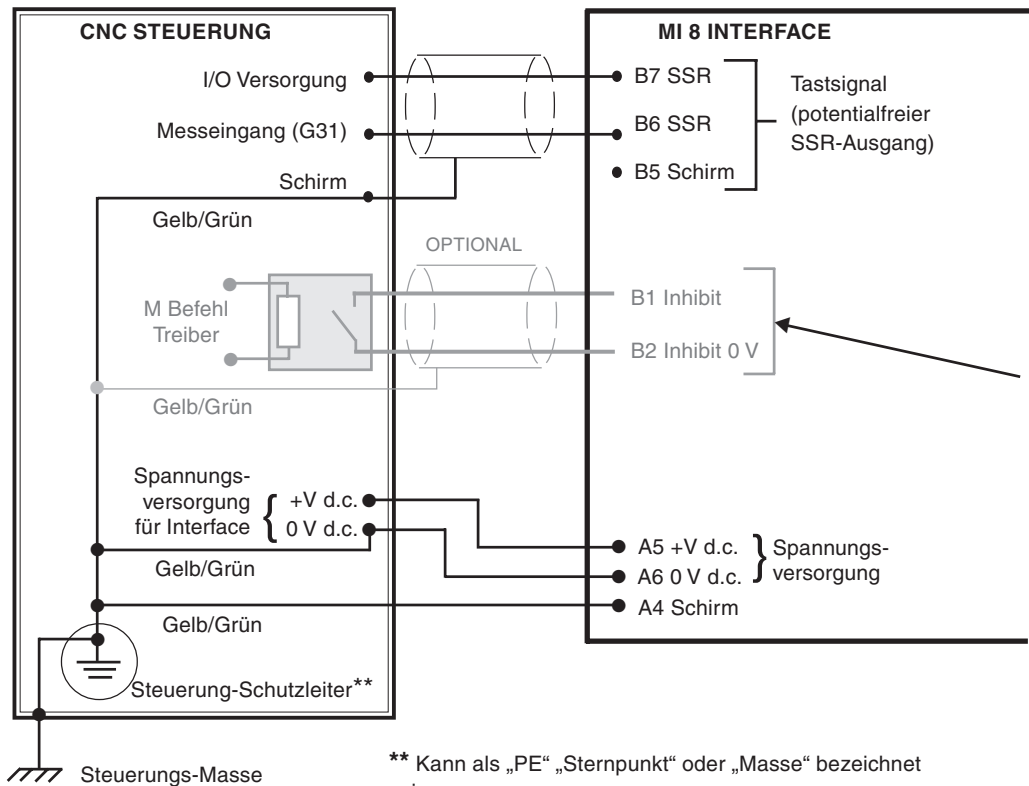 CNC STEUERUNG
MI 8 INTERFACE
I/O Versorgung
B7 SSR
Messeingang (G31)
B6 SSR
Tastsignal
(potentialfreier
SSR-Ausgang)
Schirm
B5 Schirm
Gelb/Grün
OPTIONAL
M Befehl
Treiber
B1 Inhibit
B2 Inhibit 0 V
Gelb/Grün
Spannungs-
versorgung
für Interface
{ +V d.c.
0 V d.c.
Gelb/Grün
A5 +V d.c.
A6 0 V d.c.
} Spannungs-
versorgung
A4 Schirm
Gelb/Grün
Steuerung-Schutzleiter**
Steuerungs-Masse
** Kann als „PE“ „Sternpunkt“ oder „Masse“ bezeichnet